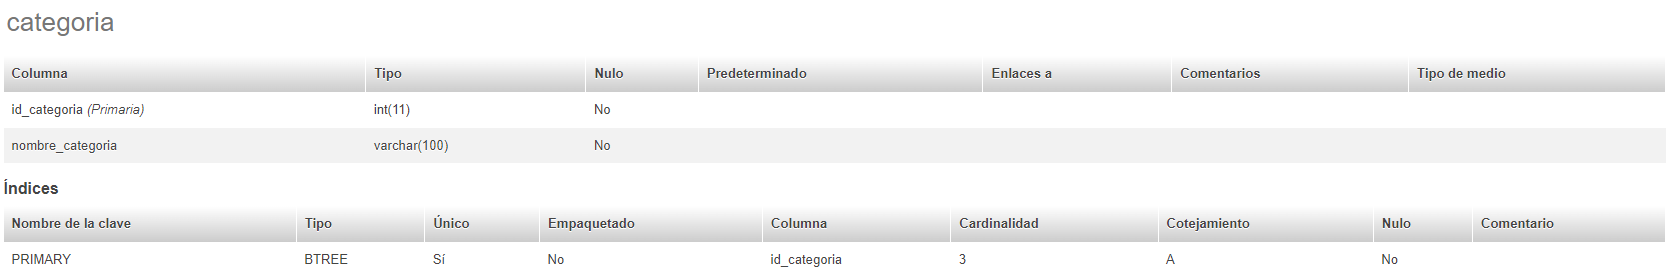 categoria
Columna Tipo Nulo Predeterminado Enlaces a Comentarios Tipo de medio
id_categoria (Primaria) int(11) No
nombre_categoria varchar(100) No
Índices
Nombre de la clave Tipo Único Empaquetado Columna Cardinalidad Cotejamiento Nulo Comentario
PRIMARY BTREE Sí No id_categoria 3 A No